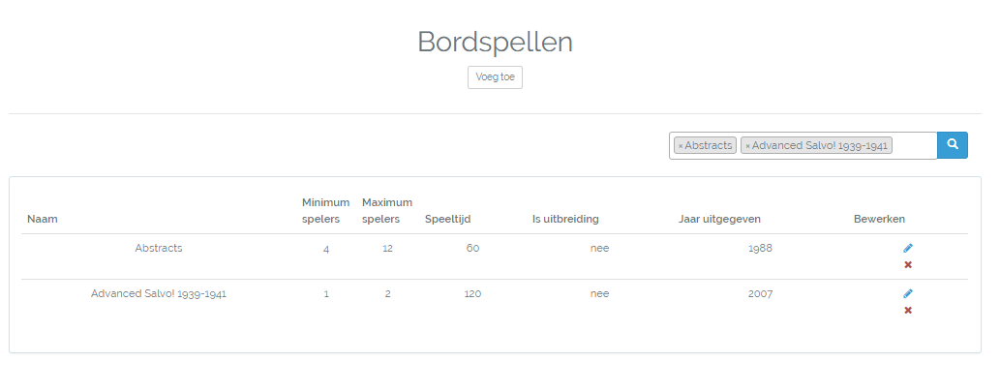 Bordspellen
Voeg toe
× Abstracts × Advanced Salvo! 1939-1941
Naam Minimum spelers Maximum spelers Speeltijd Is uitbreiding Jaar uitgegeven Bewerken
Abstracts 4 12 60 nee 1988
Advanced Salvo! 1939-1941 1 2 120 nee 2007